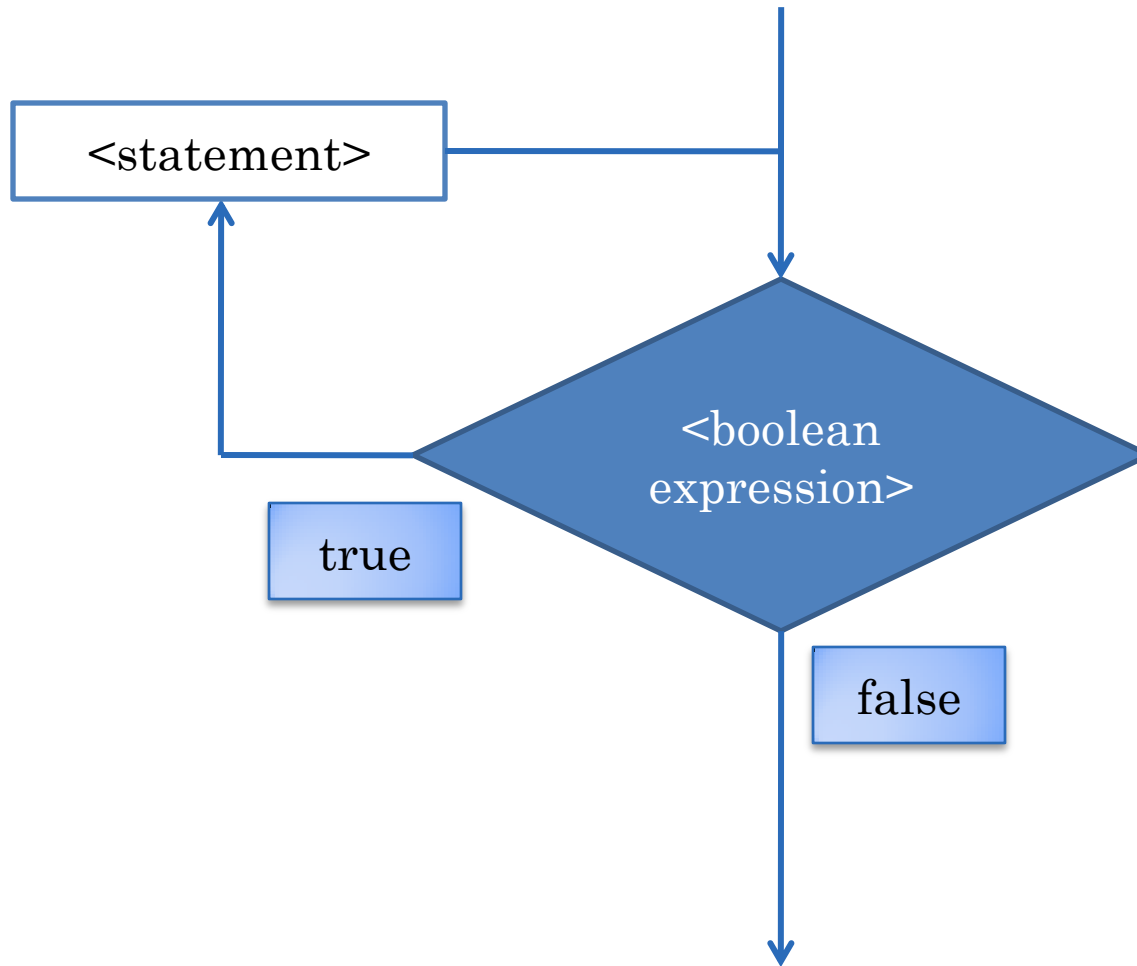 <statement>
<boolean
expression>
true
false